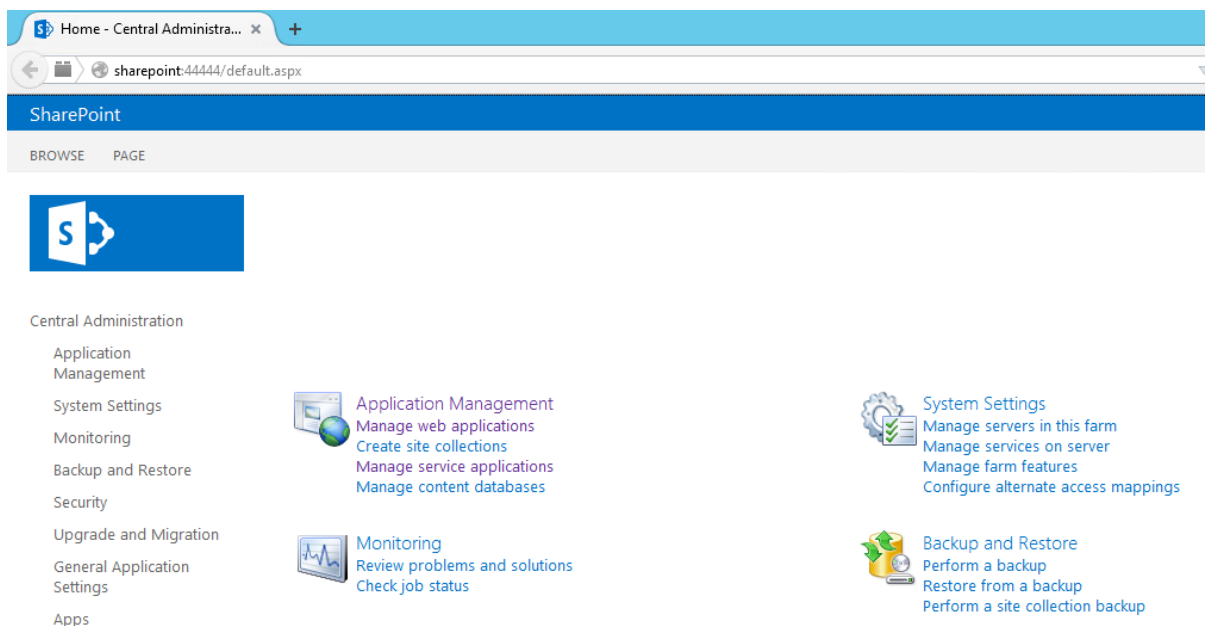 Home - Central Administra...
sharepoint:44444/default.aspx
SharePoint
BROWSE PAGE
S
Central Administration
Application
Management
System Settings
Monitoring
Backup and Restore
Security
Upgrade and Migration
General Application
Settings
Apps
Application Management
Manage web applications
Create site collections
Manage service applications
Manage content databases
System Settings
Manage servers in this farm
Manage services on server
Manage farm features
Configure alternate access mappings
Monitoring
Review problems and solutions
Check job status
Backup and Restore
Perform a backup
Restore from a backup
Perform a site collection backup